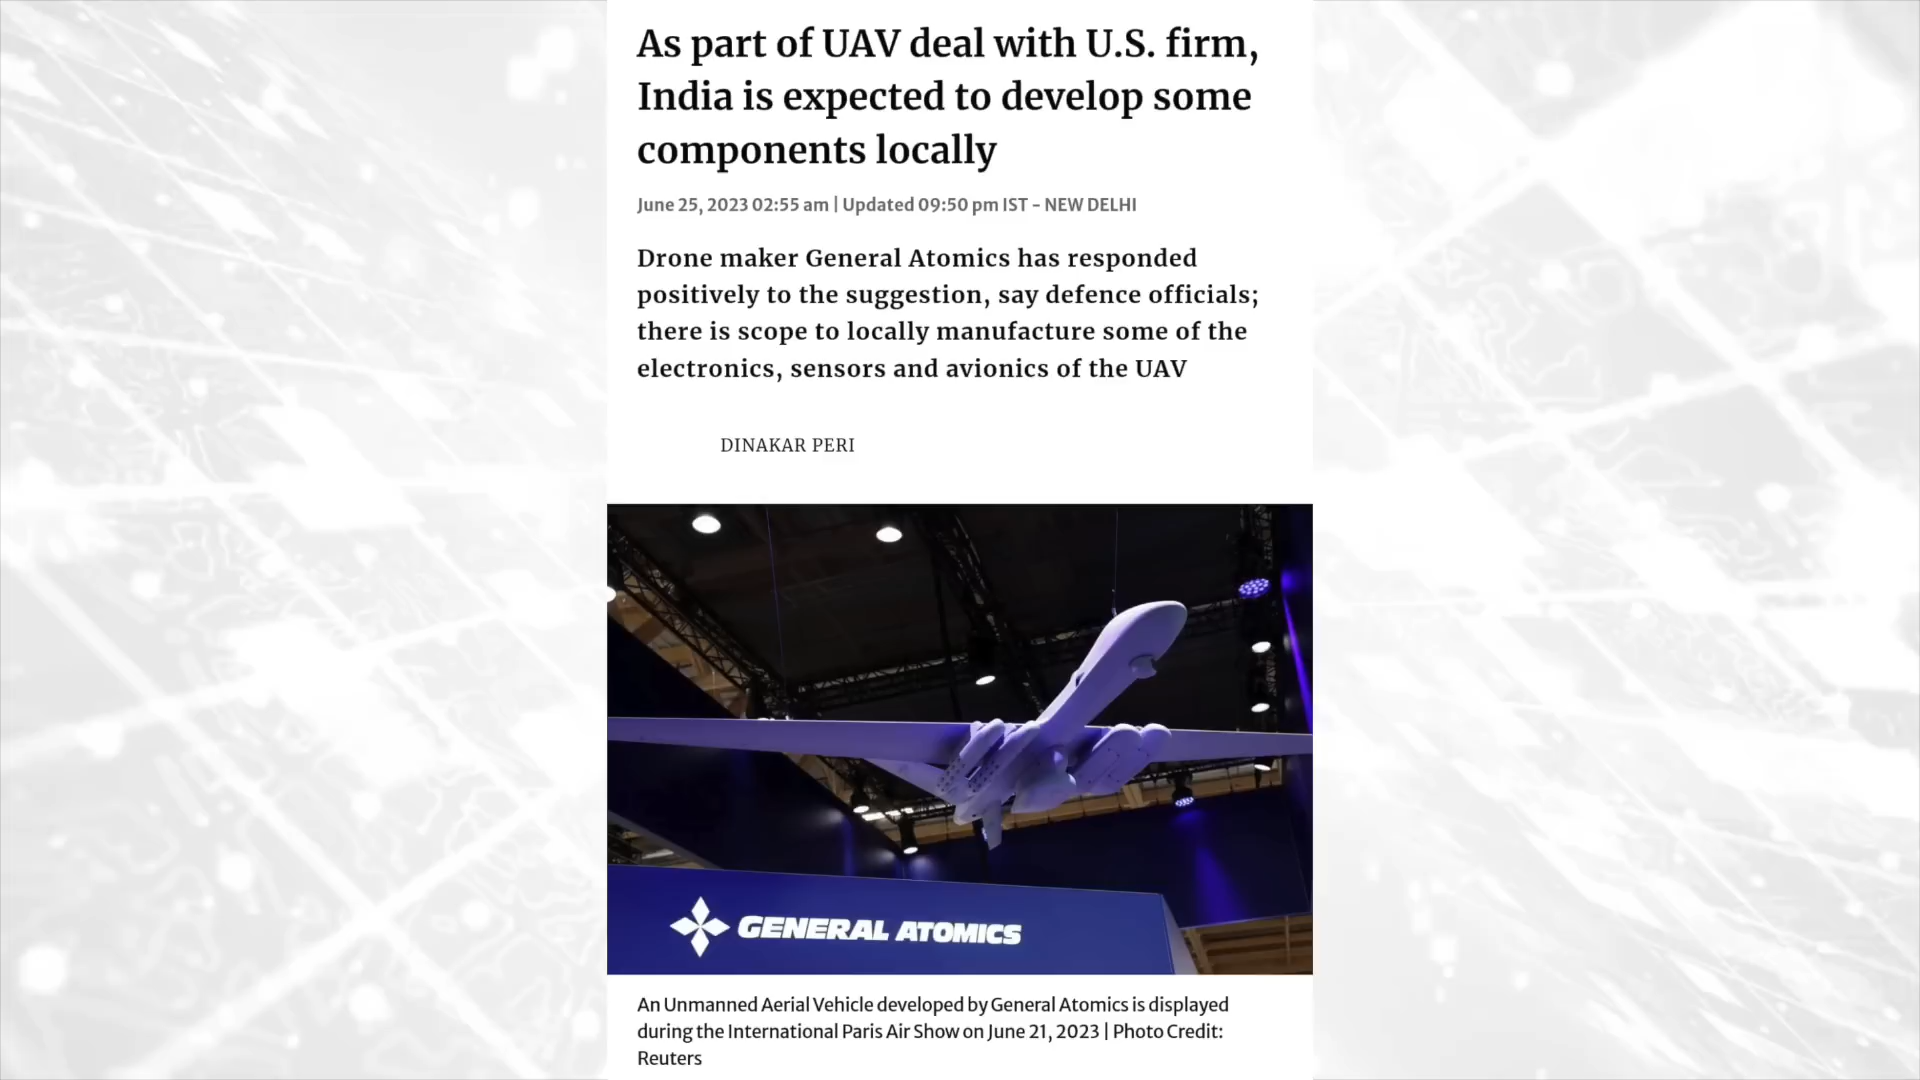 As part of UAV deal with U.S. firm,
India is expected to develop some
components locally
June 25, 2023 02:55 am | Updated 09:50 pm IST - NEW DELHI
Drone maker General Atomics has responded
positively to the suggestion, say defence officials;
there is scope to locally manufacture some of the
electronics, sensors and avionics of the UAV
DINAKAR PERI
GENERAL ATOMICS
An Unmanned Aerial Vehicle developed by General Atomics is displayed
during the International Paris Air Show on June 21, 2023 | Photo Credit:
Reuters